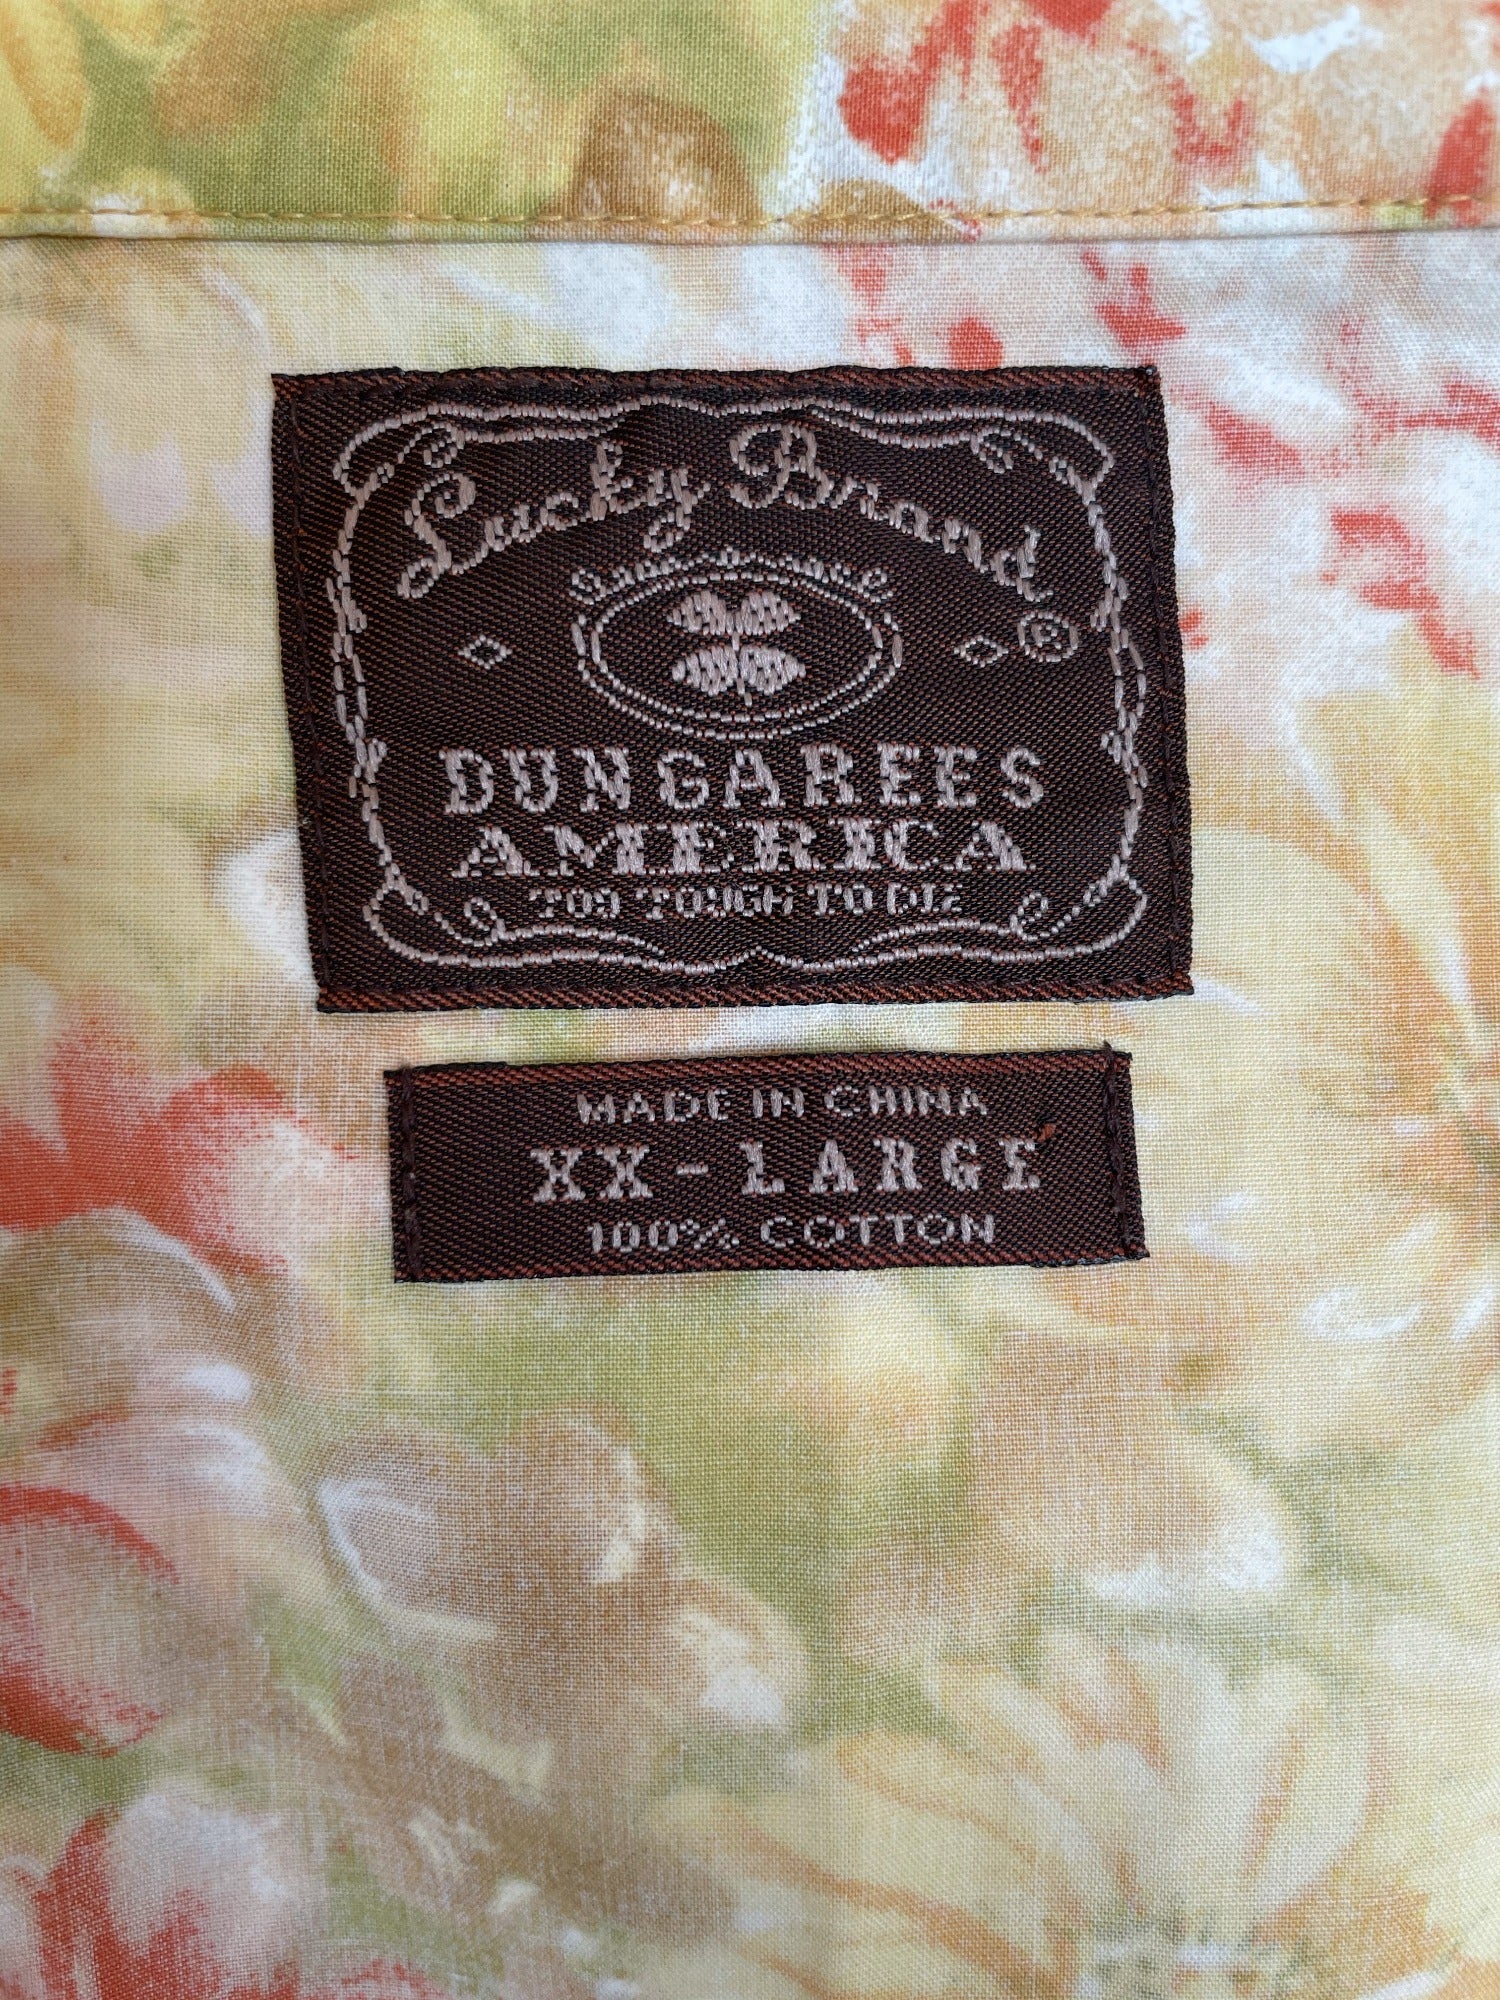 Lucky Brand ®
DUNGAREES
AMERICA
TOO TOUGH TO DIE
MADE IN CHINA
XX-LARGE
100% COTTON